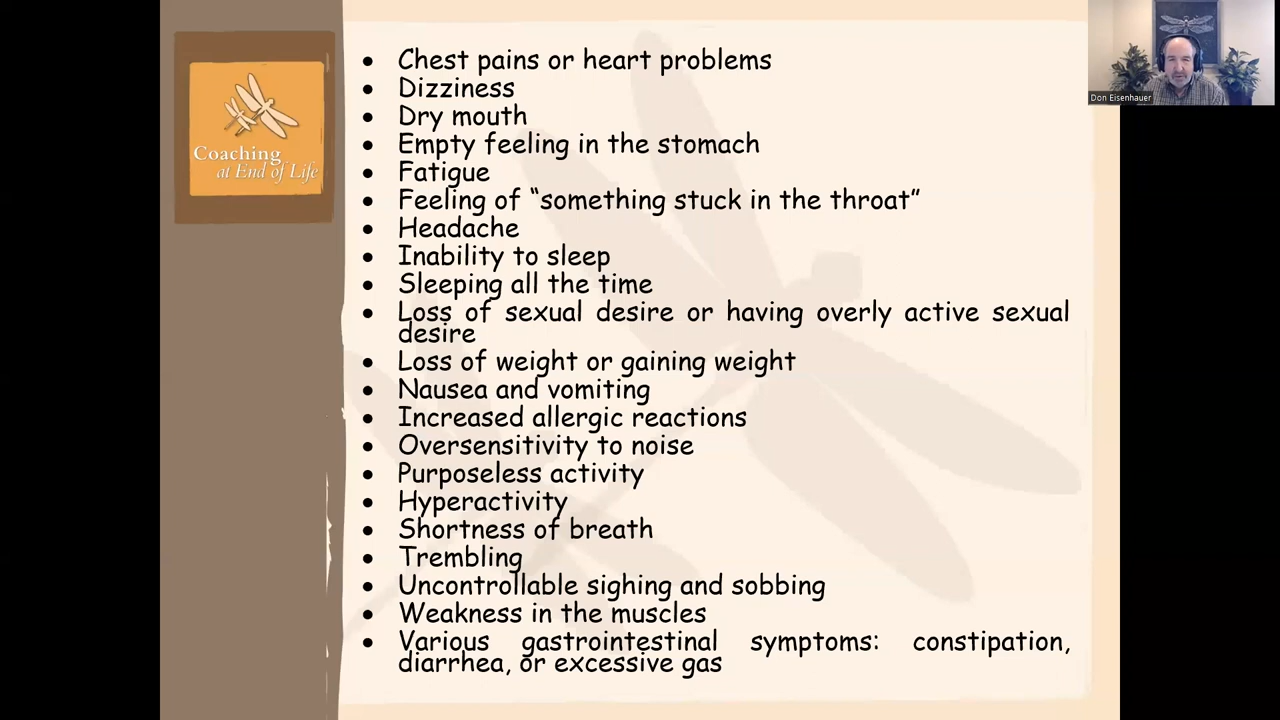 Coaching
at End of Life
• Chest pains or heart problems
• Dizziness
• Dry mouth
• Empty feeling in the stomach
• Fatigue
• Feeling of “something stuck in the throat”
• Headache
• Inability to sleep
• Sleeping all the time
• Loss of sexual desire or having overly active sexual
desire
• Loss of weight or gaining weight
• Nausea and vomiting
• Increased allergic reactions
• Oversensitivity to noise
• Purposeless activity
• Hyperactivity
• Shortness of breath
• Trembling
• Uncontrollable sighing and sobbing
• Weakness in the muscles
• Various gastrointestinal symptoms: constipation,
diarrhea, or excessive gas
Don Eisenhauer